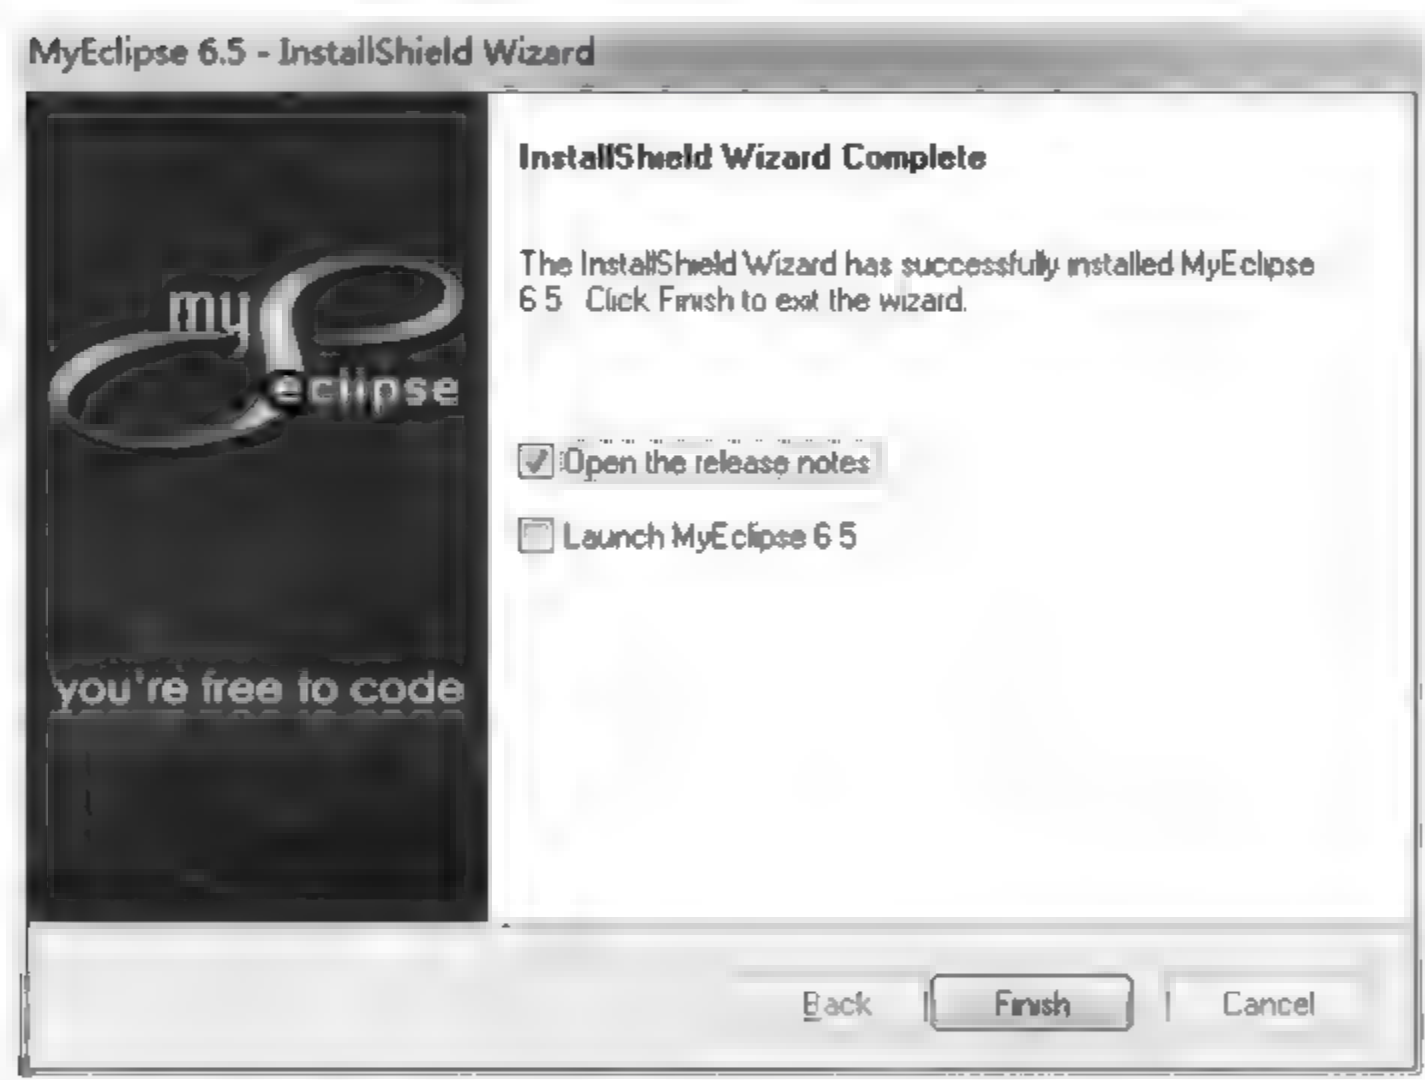 MyEclipse 6.5 - InstallShield Wizard
InstallShield Wizard Complete
The InstallShield Wizard has successfully installed MyEclipse
6 5 Click Finish to exit the wizard.
my
eclipse
Open the release notes
Launch MyEclipse 6 5
you're free to code
Back
Finish
Cancel